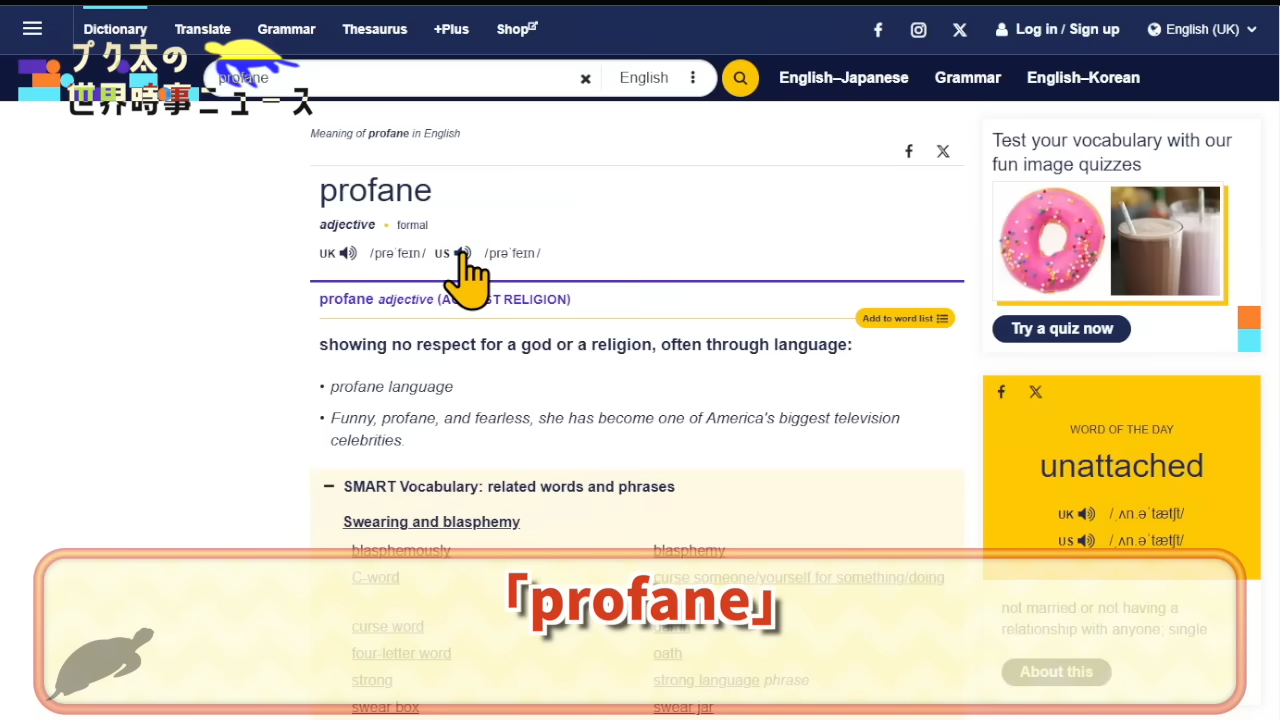 Dictionary Translate Grammar Thesaurus +Plus Shop Log in / Sign up English (UK)
プク太の
世界時事ニュース
profane English English–Japanese Grammar English–Korean
Meaning of profane in English
profane
adjective formal
UK /prəˈfeɪn/ US /prəˈfeɪn/
profane adjective (AGAINST RELIGION)
Add to word list
showing no respect for a god or a religion, often through language:
• profane language
• Funny, profane, and fearless, she has become one of America's biggest television
celebrities.
SMART Vocabulary: related words and phrases
Swearing and blasphemy
blasphemously blasphemy
C-word curse someone/yourself for something/doing
curse word
four-letter word oath
strong strong language phrase
swear box swear jar
「profane」
Test your vocabulary with our
fun image quizzes
Try a quiz now
WORD OF THE DAY
unattached
UK /ˌʌn.əˈtætʃt/
US /ˌʌn.əˈtætʃt/
not married or not having a
relationship with anyone; single
About this